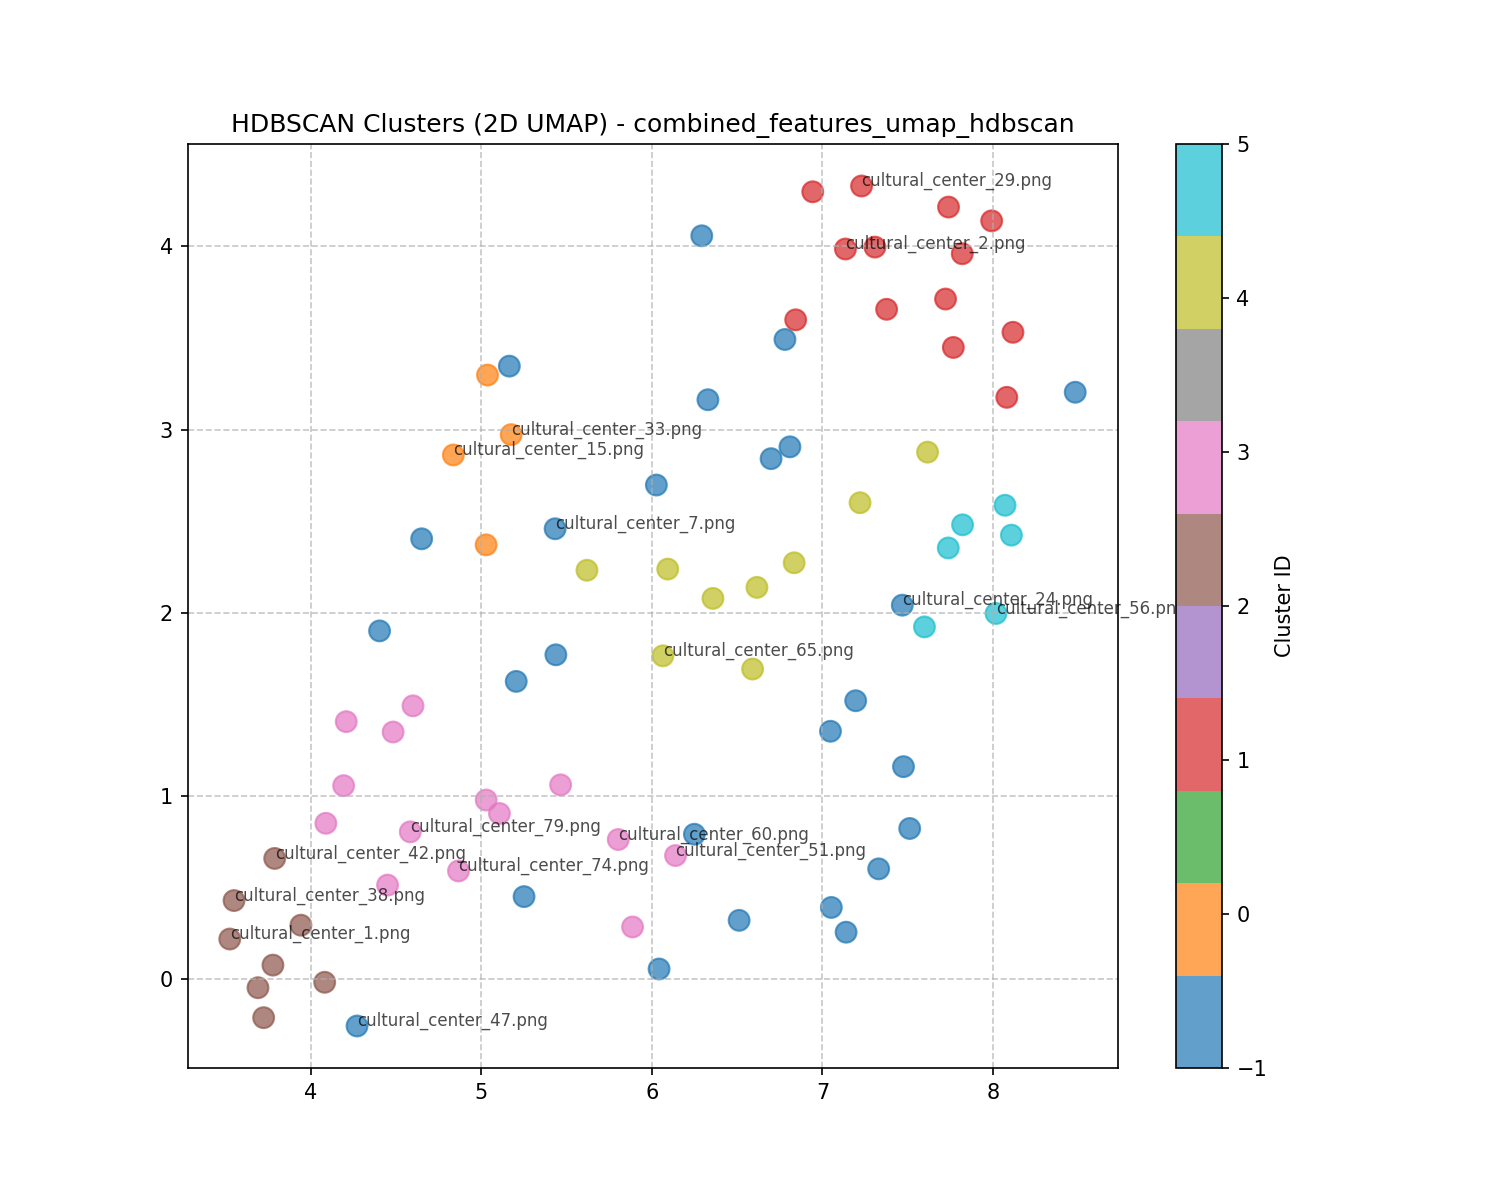 HDBSCAN Clusters (2D UMAP) - combined_features_umap_hdbscan
cultural_center_29.png
cultural_center_2.png
cultural_center_33.png
cultural_center_15.png
cultural_center_7.png
cultural_center_24.png
cultural_center_56.pn
cultural_center_65.png
cultural_center_79.png
cultural_center_60.png
cultural_center_51.png
cultural_center_42.png
cultural_center_74.png
cultural_center_38.png
cultural_center_1.png
cultural_center_47.png
4
3
2
1
0
4 5 6 7 8
5
4
3
2
1
0
−1
Cluster ID